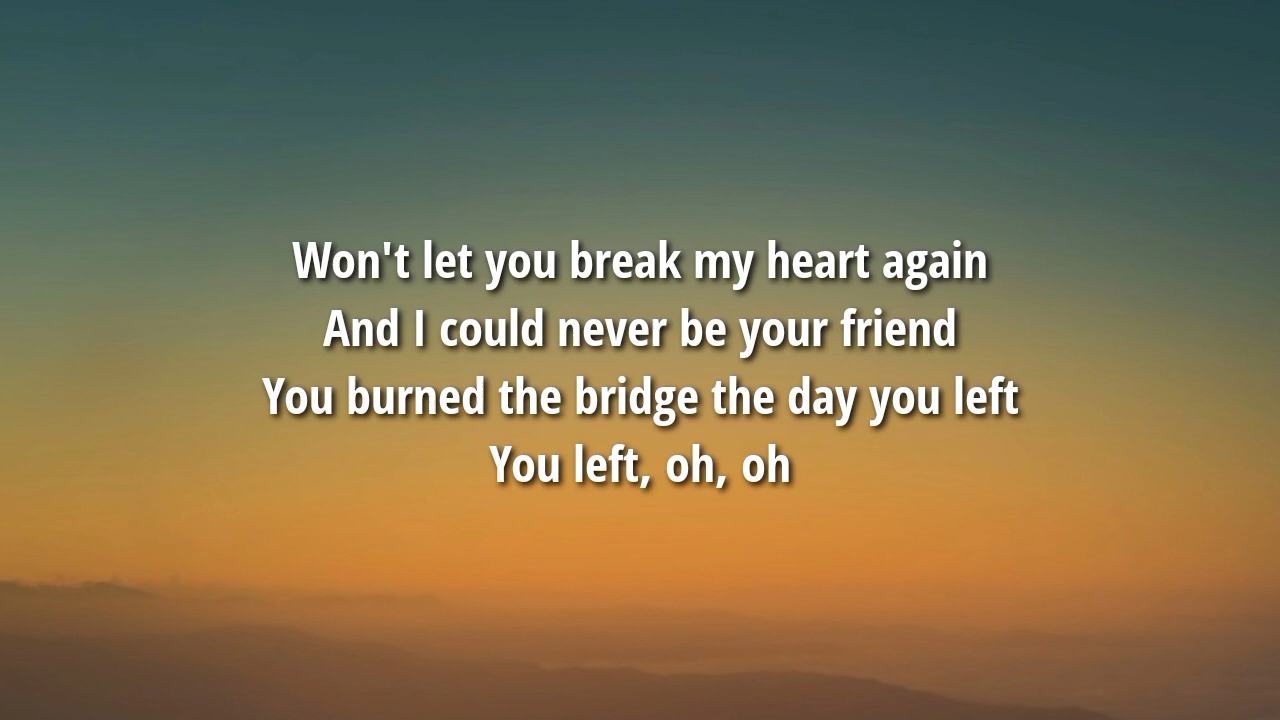 Won't let you break my heart again
And I could never be your friend
You burned the bridge the day you left
You left, oh, oh